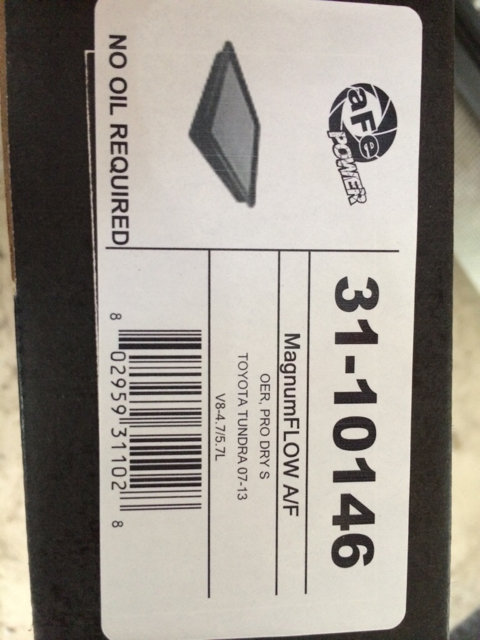 aFe
POWER
31-10146
MagnumFLOW A/F
OER, PRO DRY S
TOYOTA TUNDRA 07-13
V8-4.7/5.7L
NO OIL REQUIRED
8 02959 31102 8